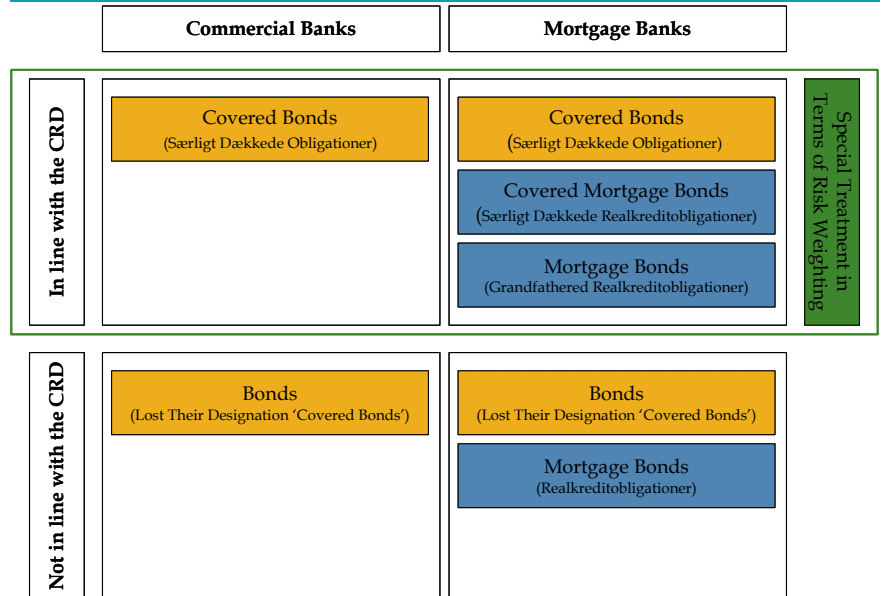 Commercial Banks
Mortgage Banks
In line with the CRD
Covered Bonds
(Særligt Dækkede Obligationer)
Covered Bonds
(Særligt Dækkede Obligationer)
Covered Mortgage Bonds
(Særligt Dækkede Realkreditobligationer)
Mortgage Bonds
(Grandfathered Realkreditobligationer)
Special Treatment in
Terms of Risk Weighting
Not in line with the CRD
Bonds
(Lost Their Designation ‘Covered Bonds’)
Bonds
(Lost Their Designation ‘Covered Bonds’)
Mortgage Bonds
(Realkreditobligationer)